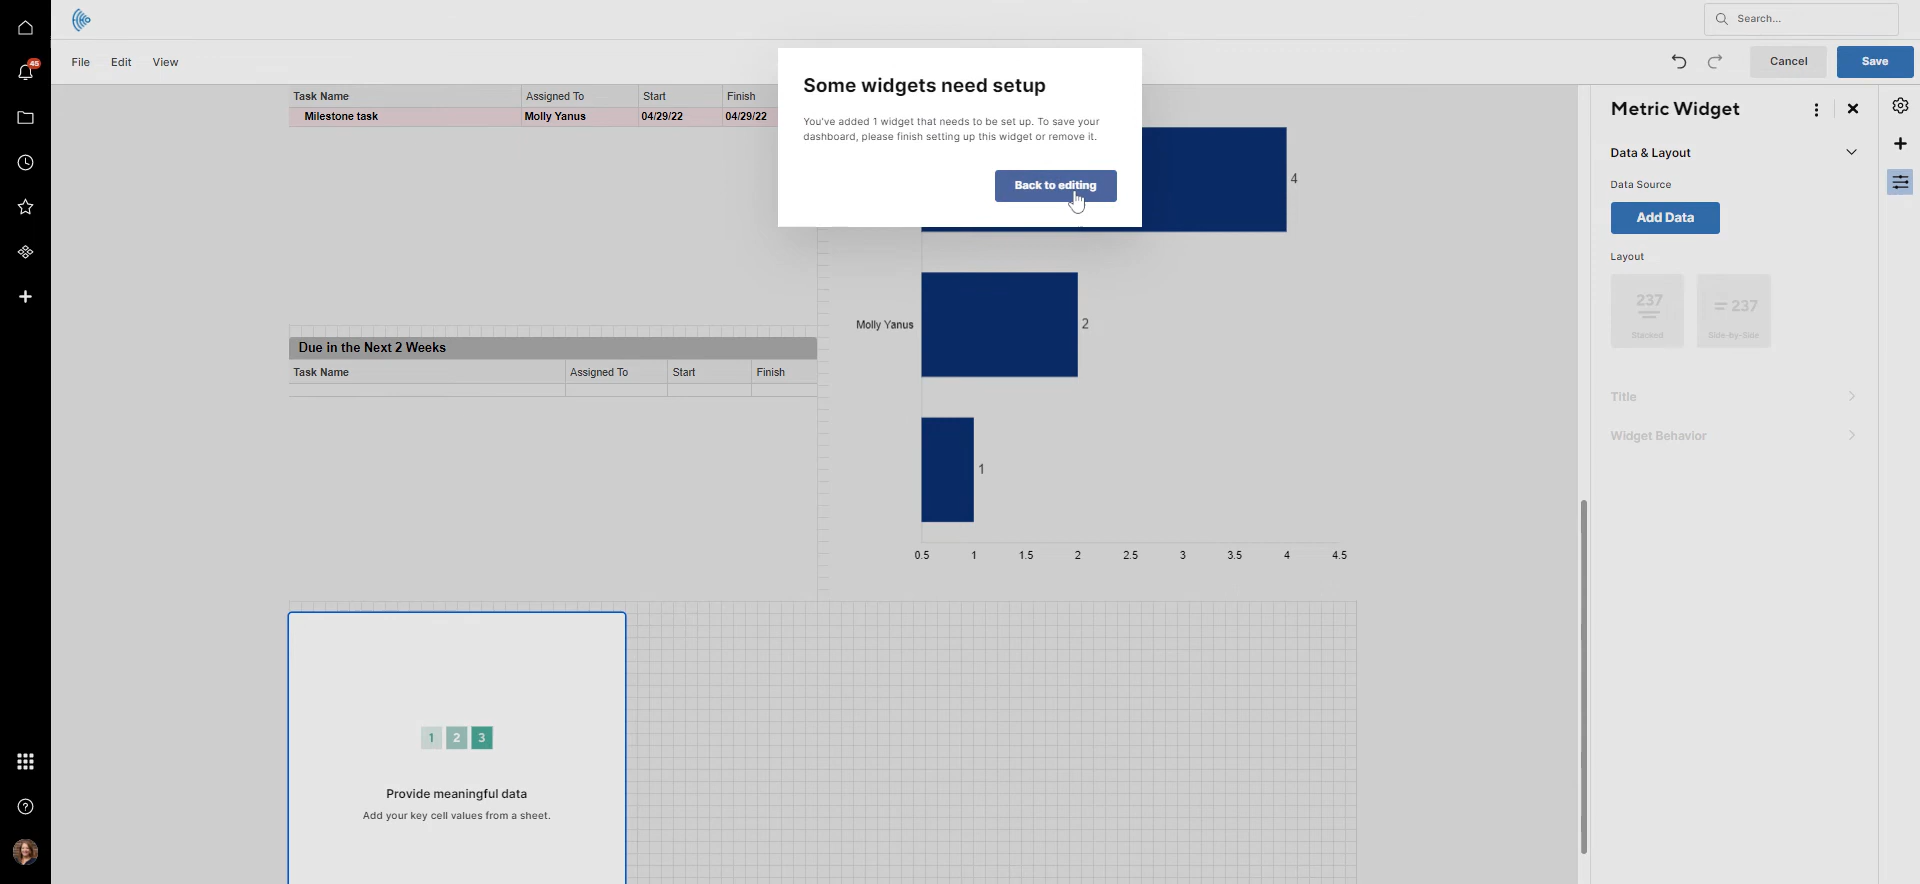 Search...
45
File Edit View
Cancel Save
Some widgets need setup
You've added 1 widget that needs to be set up. To save your
dashboard, please finish setting up this widget or remove it.
Back to editing
Task Name Assigned To Start Finish
Milestone task Molly Yanus 04/29/22 04/29/22
4
Due in the Next 2 Weeks
Task Name Assigned To Start Finish
Molly Yanus 2
1
0.5 1 1.5 2 2.5 3 3.5 4 4.5
1 2 3
Provide meaningful data
Add your key cell values from a sheet.
Metric Widget
Data & Layout
Data Source
Add Data
Layout
237 = 237
Stacked Side-by-Side
Title
Widget Behavior